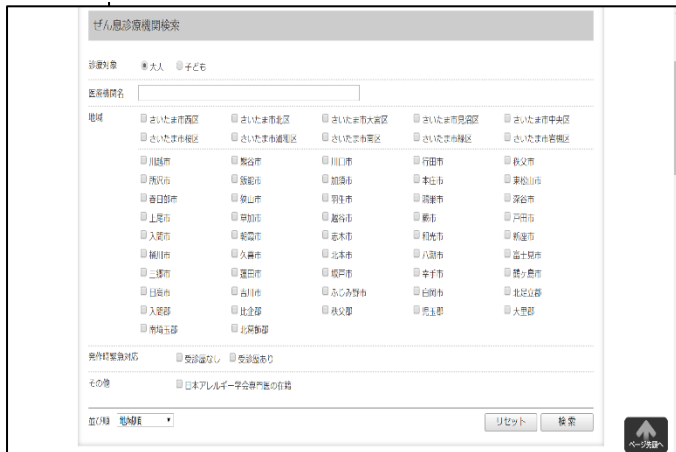 ぜん息診療機関検索
診療対象 大人 子ども
医療機関名
地域 さいたま市西区 さいたま市北区 さいたま市大宮区 さいたま市見沼区 さいたま市中央区
さいたま市桜区 さいたま市浦和区 さいたま市南区 さいたま市緑区 さいたま市岩槻区
川越市 熊谷市 川口市 行田市 秩父市
所沢市 飯能市 加須市 本庄市 東松山市
春日部市 狭山市 羽生市 鴻巣市 深谷市
上尾市 草加市 越谷市 蕨市 戸田市
入間市 朝霞市 志木市 和光市 新座市
桶川市 久喜市 北本市 八潮市 富士見市
三郷市 蓮田市 坂戸市 幸手市 鶴ヶ島市
日高市 吉川市 ふじみ野市 白岡市 北足立郡
入間郡 比企郡 秩父郡 児玉郡 大里郡
南埼玉郡 北葛飾郡
発作時緊急対応 受診歴なし 受診歴あり
その他 日本アレルギー学会専門医の在籍
並び順 地域順 リセット 検索
ページ先頭へ